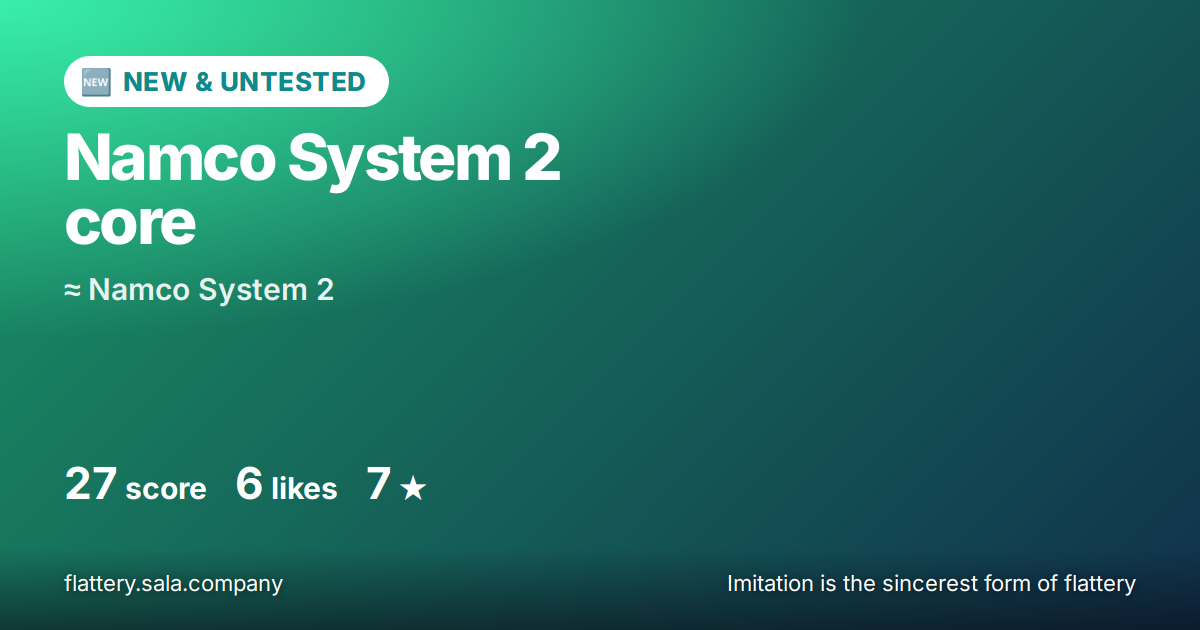 🆕 NEW & UNTESTED
Namco System 2
core
≈ Namco System 2
27 score 6 likes 7 ★
flattery.sala.company
Imitation is the sincerest form of flattery